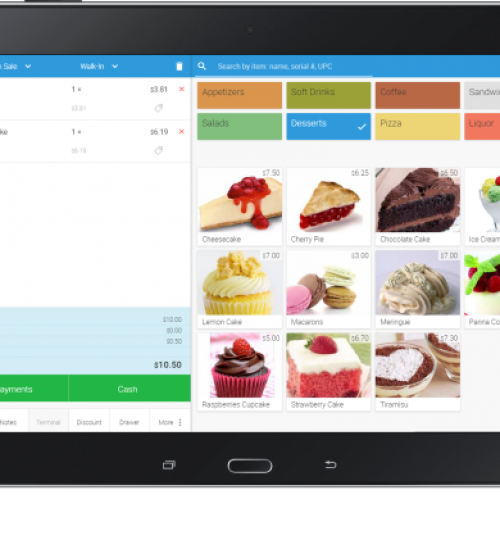 Sale
Walk-In
Search by item: name, serial #, UPC
1 ×
$3.81
×
$3.81
ke
1 ×
$6.19
×
$6.19
Appetizers
Soft Drinks
Coffee
Sandwi
Salads
Desserts
Pizza
Liquor
$7.50
$6.25
$6.50
Cheesecake
Cherry Pie
Chocolate Cake
Ice Cream
$7.00
$3.00
$7.00
Lemon Cake
Macarons
Meringue
Panna Co
$5.00
$6.70
$7.30
Raspberries Cupcake
Strawberry Cake
Tiramisu
$10.00
$0.00
$0.50
$10.50
ayments
Cash
Notes
Terminal
Discount
Drawer
More